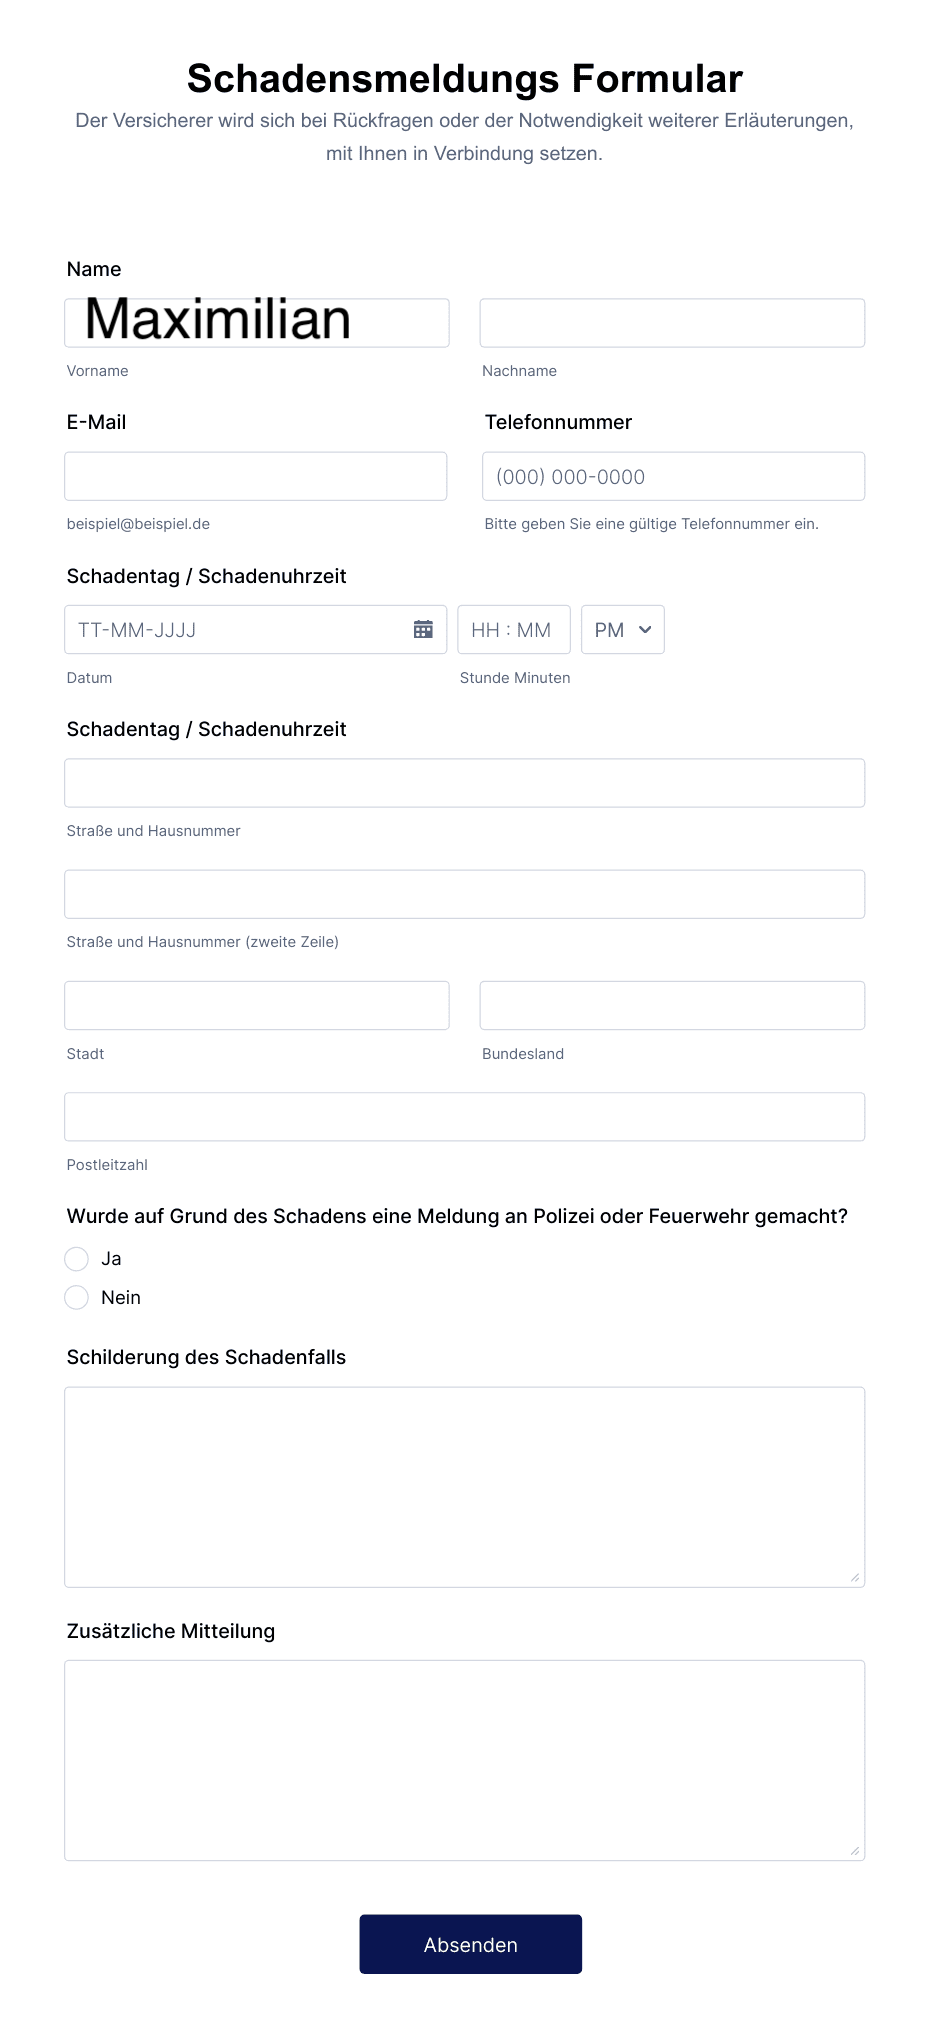 Schadensmeldungs Formular
Der Versicherer wird sich bei Rückfragen oder der Notwendigkeit weiterer Erläuterungen,
mit Ihnen in Verbindung setzen.
Name
Maximilian
Vorname
Nachname
E-Mail
Telefonnummer
(000) 000-0000
beispiel@beispiel.de
Bitte geben Sie eine gültige Telefonnummer ein.
Schadentag / Schadenuhrzeit
TT-MM-JJJJ
HH : MM
PM
Datum
Stunde Minuten
Schadentag / Schadenuhrzeit
Straße und Hausnummer
Straße und Hausnummer (zweite Zeile)
Stadt
Bundesland
Postleitzahl
Wurde auf Grund des Schadens eine Meldung an Polizei oder Feuerwehr gemacht?
Ja
Nein
Schilderung des Schadenfalls
Zusätzliche Mitteilung
Absenden